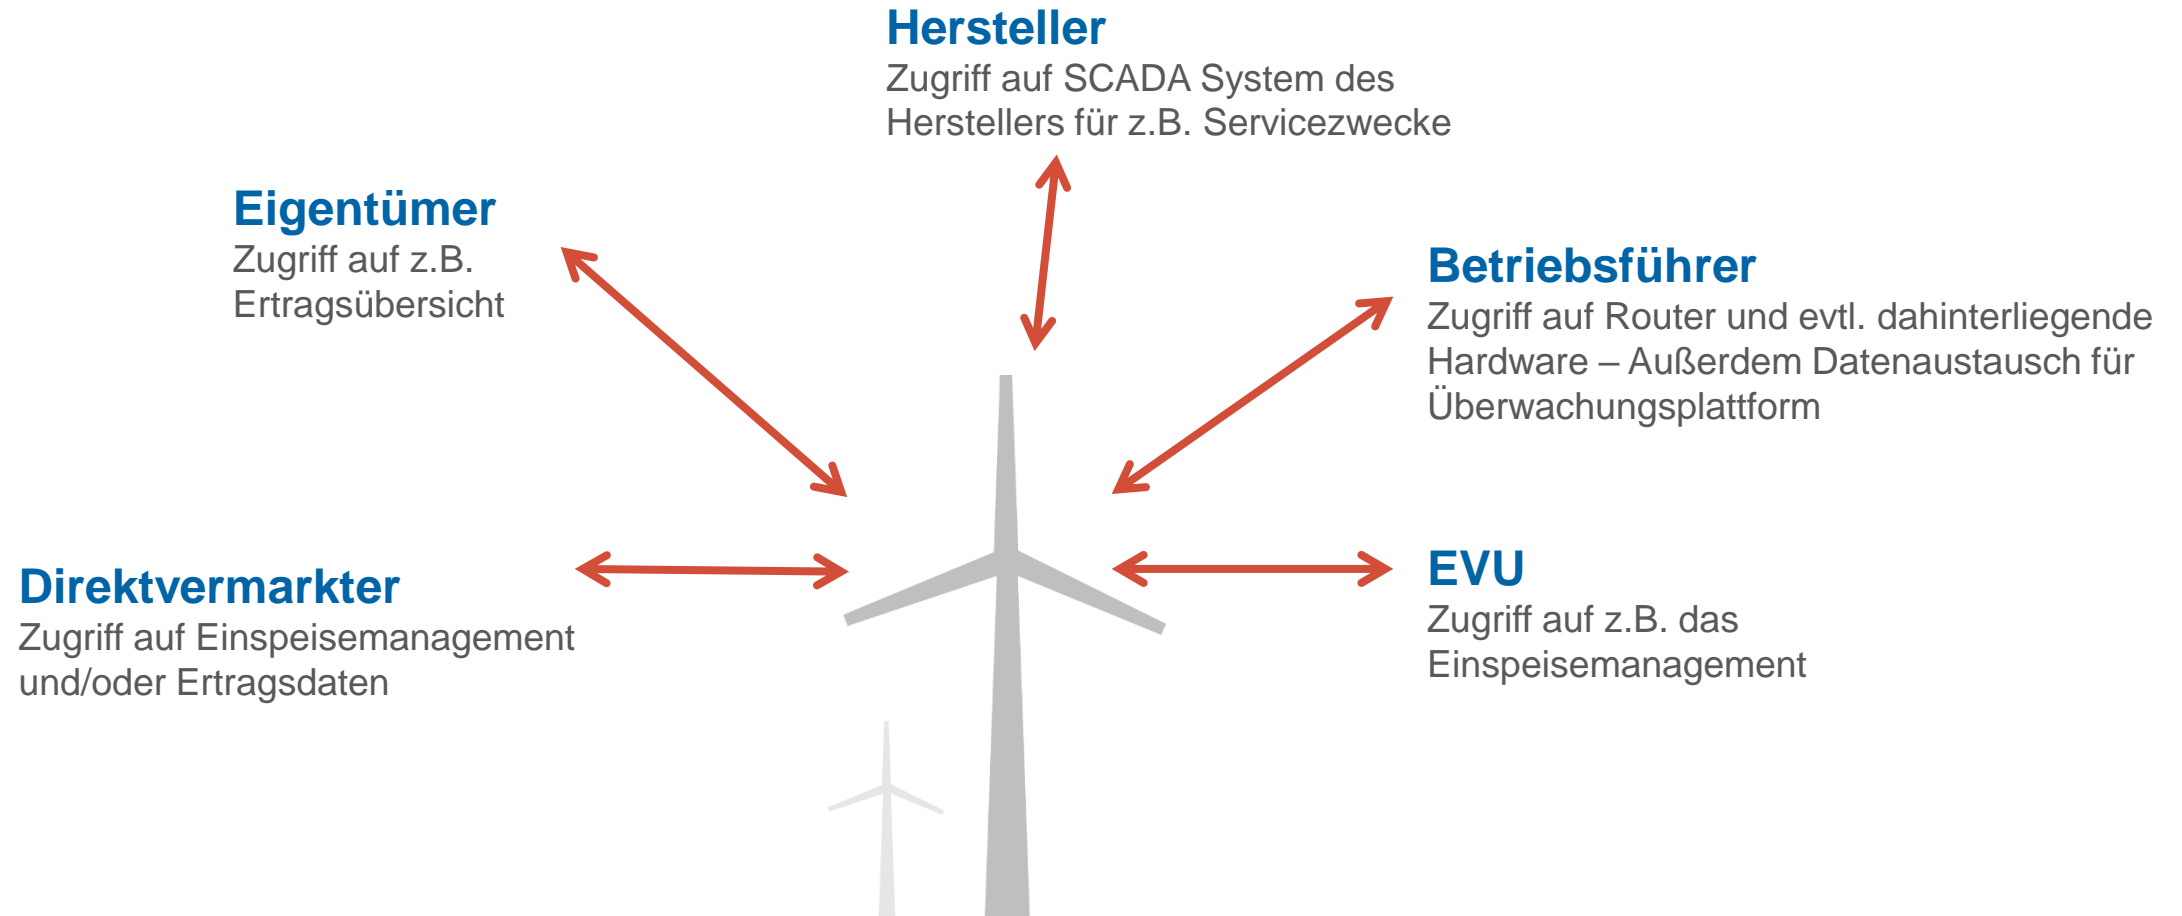 Hersteller
Zugriff auf SCADA System des
Herstellers für z.B. Servicezwecke
Eigentümer
Zugriff auf z.B.
Ertragsübersicht
Betriebsführer
Zugriff auf Router und evtl. dahinterliegende
Hardware – Außerdem Datenaustausch für
Überwachungsplattform
Direktvermarkter
Zugriff auf Einspeisemanagement
und/oder Ertragsdaten
EVU
Zugriff auf z.B. das
Einspeisemanagement